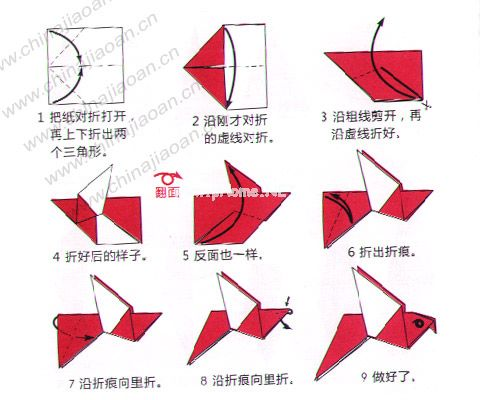 www.chinajiaoan.cn
www.chinajiaoan.cn
1 把纸对折打开,
再上下折出两
个三角形。
2 沿刚才对折
的虚线对折。
3 沿粗线剪开，再
沿虚线折好.
翻面
4 折好后的样子。
5 反面也一样,
6 折出折痕.
7 沿折痕向里折.
8 沿折痕向里折.
9 做好了.